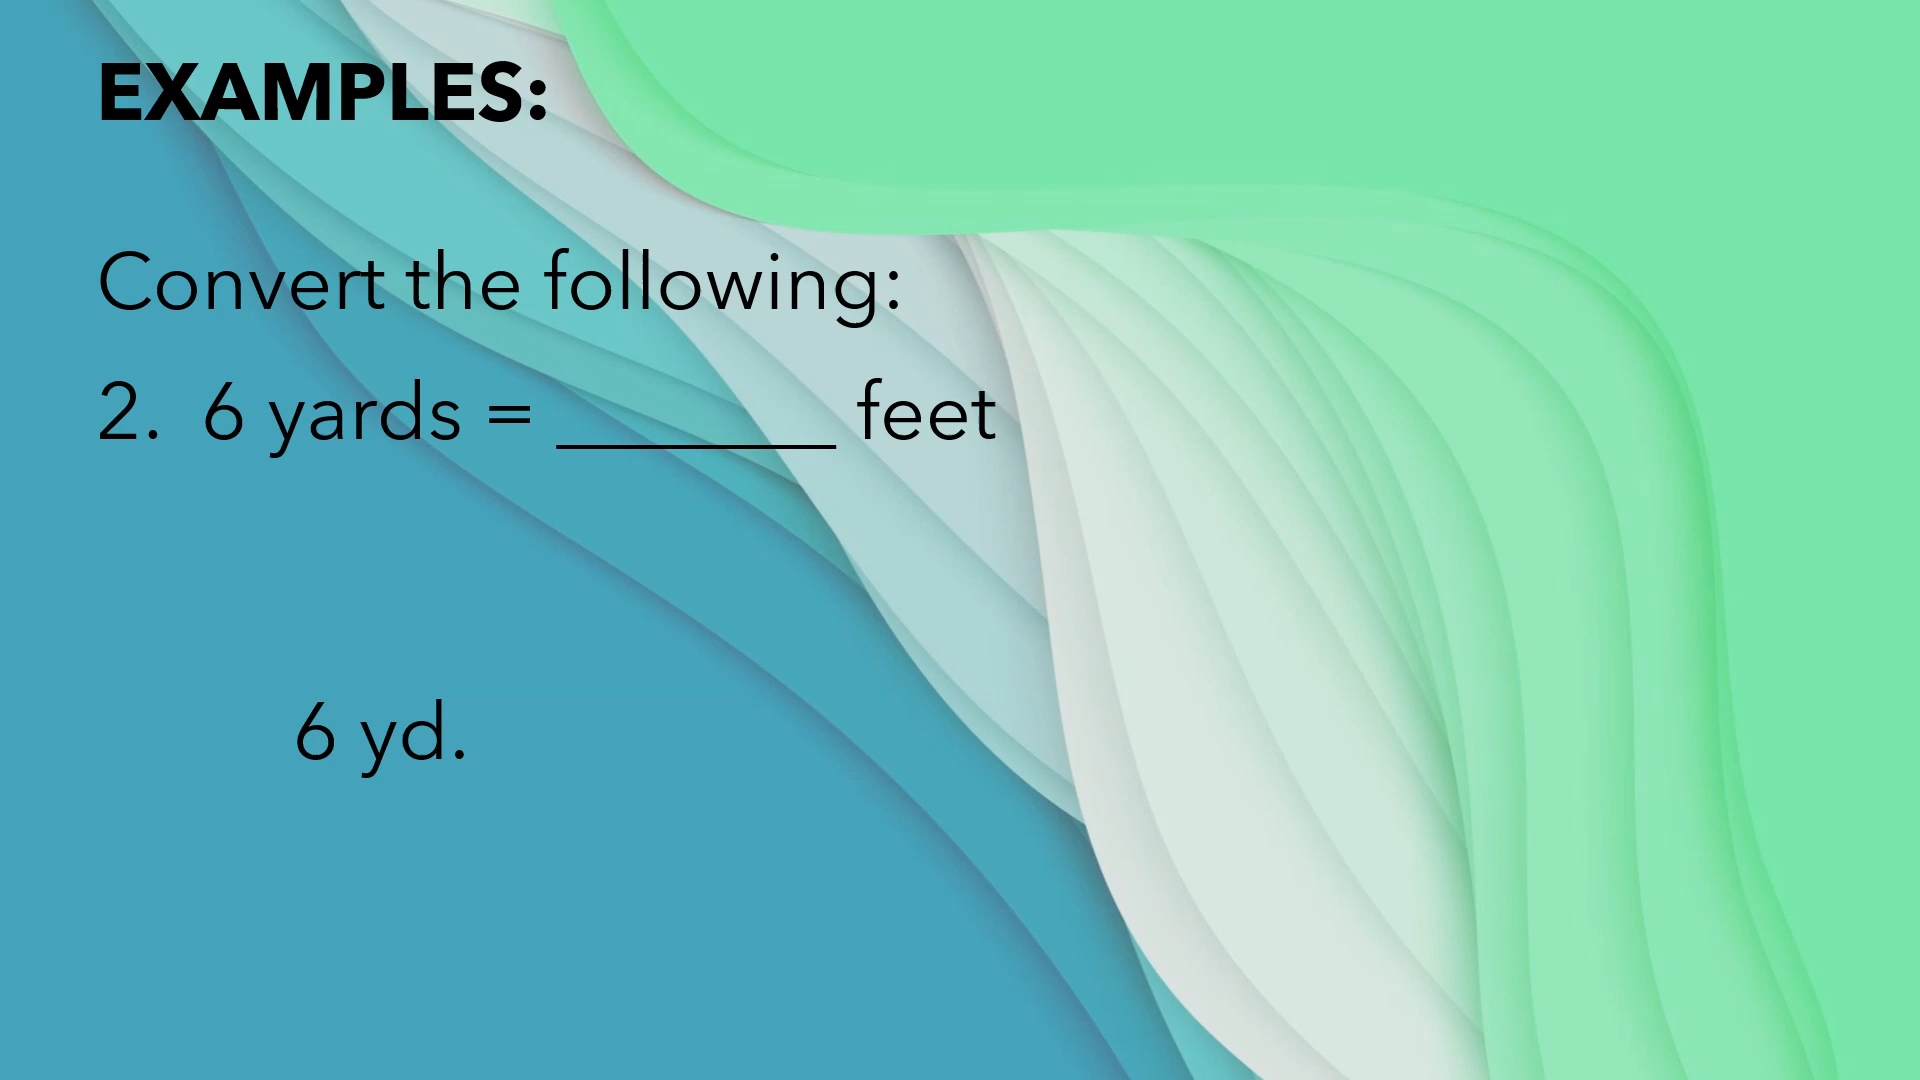 EXAMPLES:
Convert the following:
2. 6 yards = _______ feet
6 yd.